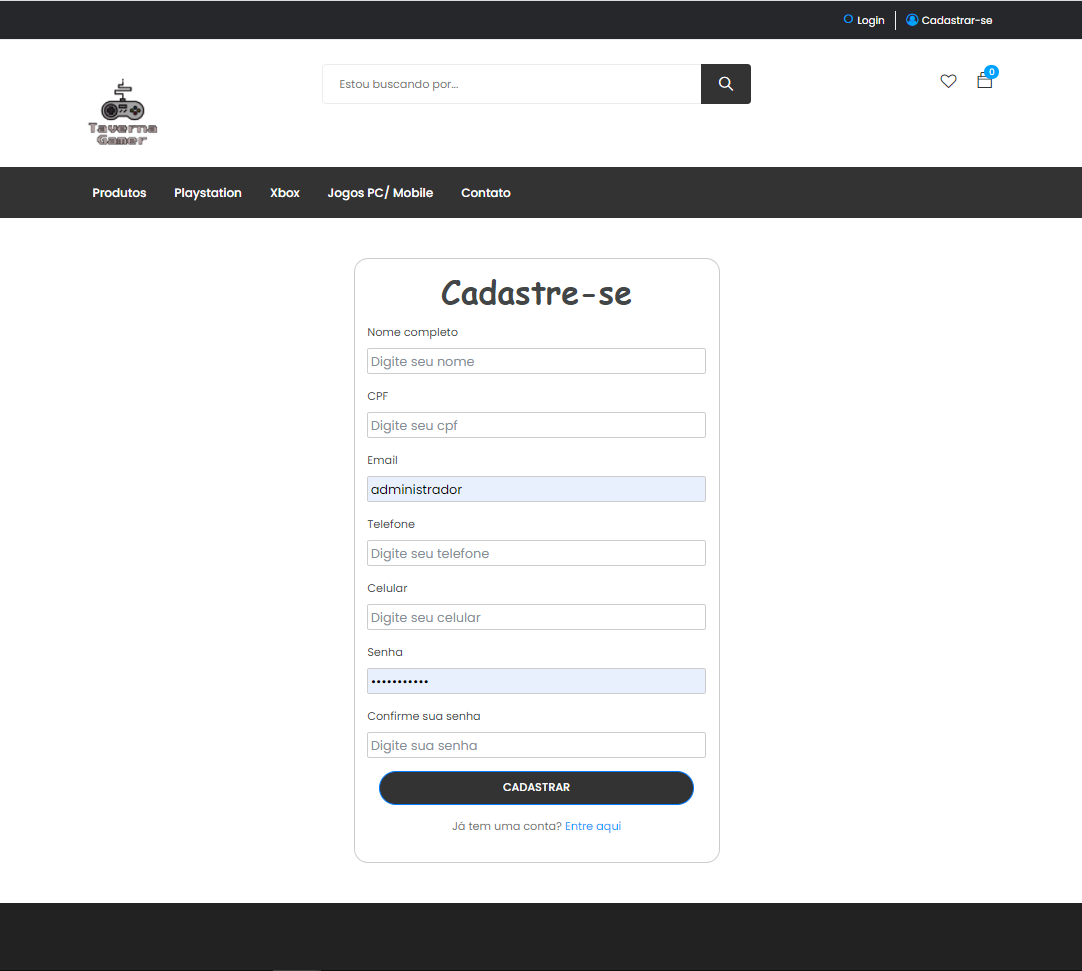 Login
Cadastrar-se
Estou buscando por...
0
Taverna
Gamer
Produtos
Playstation
Xbox
Jogos PC/ Mobile
Contato
Cadastre-se
Nome completo
Digite seu nome
CPF
Digite seu cpf
Email
administrador
Telefone
Digite seu telefone
Celular
Digite seu celular
Senha
•••••••••••
Confirme sua senha
Digite sua senha
CADASTRAR
Já tem uma conta? Entre aqui